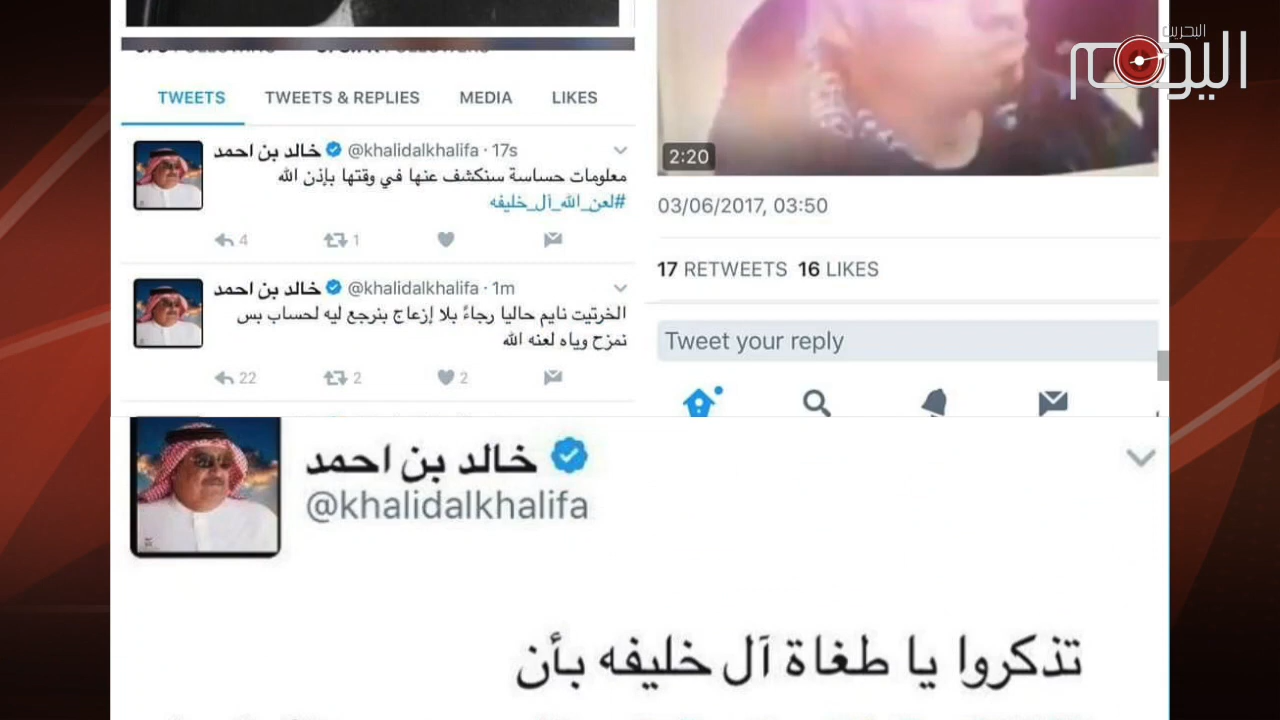 البحرين
اليوم
TWEETS TWEETS & REPLIES MEDIA LIKES
خالد بن احمد @khalidalkhalifa · 17s
معلومات حساسة سنكشف عنها في وقتها بإذن الله
#لعن_الله_آل_خليفه
4 1
خالد بن احمد @khalidalkhalifa · 1m
الخرتيت نايم حاليا رجاءً بلا إزعاج بنرجع ليه لحساب بس
نمزح وياه لعنه الله
22 2 2
2:20
03/06/2017, 03:50
17 RETWEETS 16 LIKES
Tweet your reply
خالد بن احمد
@khalidalkhalifa
تذكروا يا طغاة آل خليفه بأن